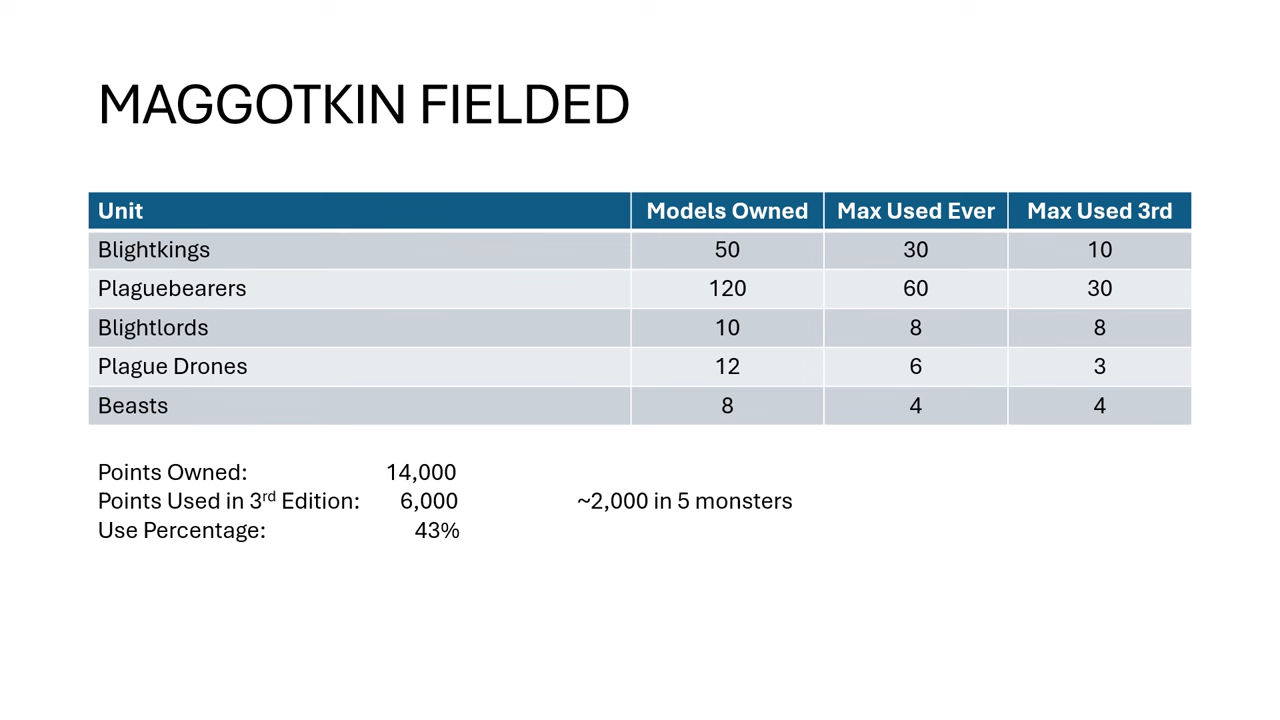 MAGGOTKIN FIELDED
Unit Models Owned Max Used Ever Max Used 3rd
Blightkings 50 30 10
Plaguebearers 120 60 30
Blightlords 10 8 8
Plague Drones 12 6 3
Beasts 8 4 4
Points Owned: 14,000
Points Used in 3rd Edition: 6,000 ~2,000 in 5 monsters
Use Percentage: 43%